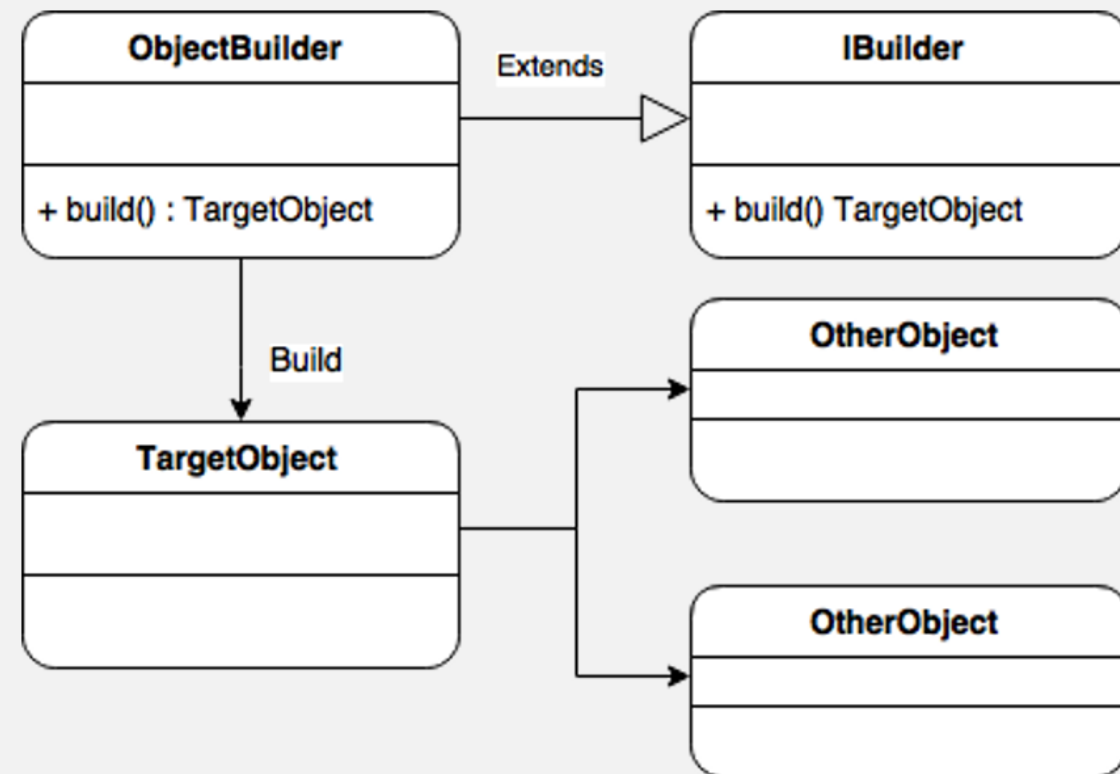 ObjectBuilder
Extends
IBuilder
+ build() : TargetObject
+ build() TargetObject
Build
OtherObject
TargetObject
OtherObject